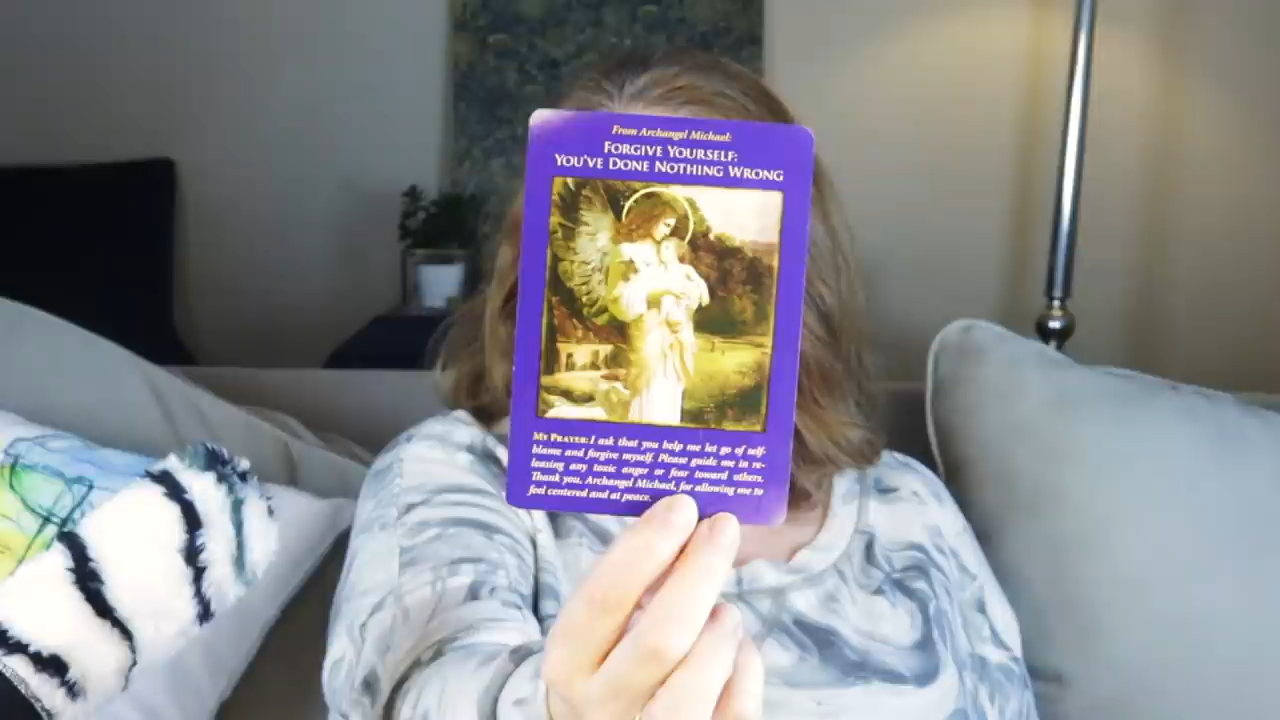 From Archangel Michael:
FORGIVE YOURSELF:
YOU'VE DONE NOTHING WRONG
MY PRAYER: I ask that you help me let go of self-
blame and forgive myself. Please guide me in re-
leasing any toxic anger or fear toward others.
Thank you, Archangel Michael, for allowing me to
feel centered and at peace.